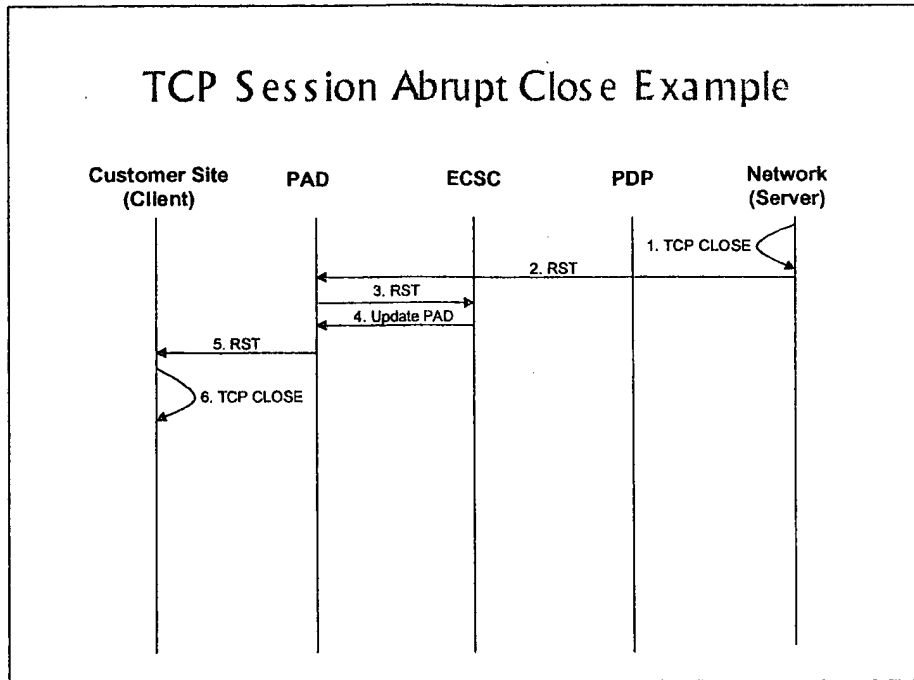 TCP Session Abrupt Close Example
Customer Site
(Client)
PAD
ECSC
PDP
Network
(Server)
1. TCP CLOSE
2. RST
3. RST
4. Update PAD
5. RST
6. TCP CLOSE